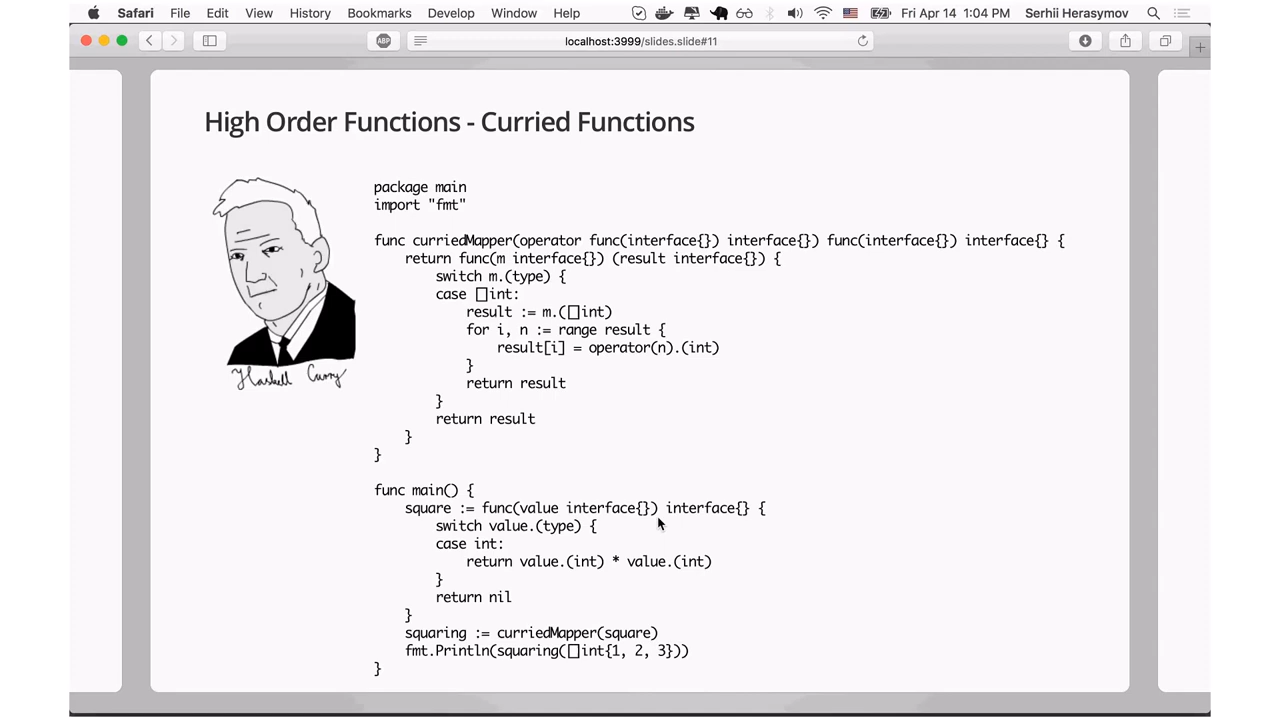 Safari File Edit View History Bookmarks Develop Window Help Fri Apr 14 1:04 PM Serhii Herasymov
ABP localhost:3999/slides.slide#11
High Order Functions - Curried Functions
package main
import "fmt"
func curriedMapper(operator func(interface{}) interface{}) func(interface{}) interface{} {
return func(m interface{}) (result interface{}) {
switch m.(type) {
case []int:
result := m.([]int)
for i, n := range result {
result[i] = operator(n).(int)
}
return result
}
return result
}
}
func main() {
square := func(value interface{}) interface{} {
switch value.(type) {
case int:
return value.(int) * value.(int)
}
return nil
}
squaring := curriedMapper(square)
fmt.Println(squaring([]int{1, 2, 3}))
}
Haskell Curry